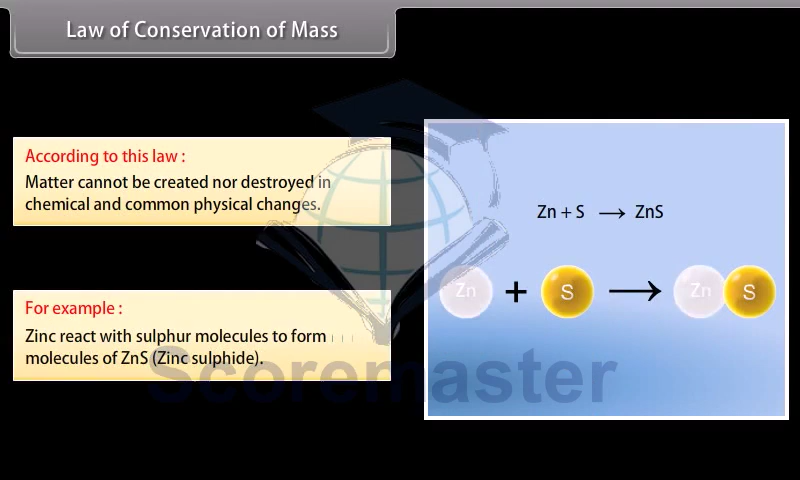 Law of Conservation of Mass
According to this law :
Matter cannot be created nor destroyed in
chemical and common physical changes.
For example :
Zinc react with sulphur molecules to form
molecules of ZnS (Zinc sulphide).
Zn + S → ZnS
Zn + S → Zn S
Scoremaster